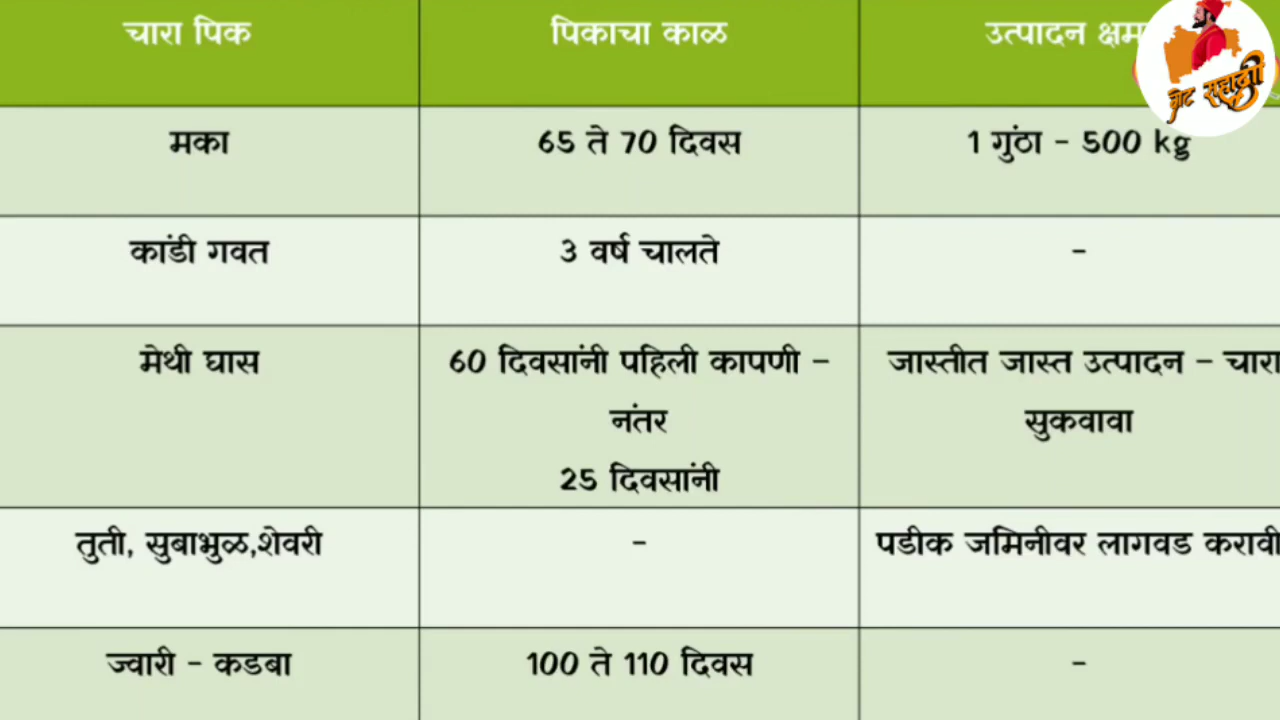 चारा पिक पिकाचा काळ उत्पादन
मका 65 ते 70 दिवस 1 गुंठा - 500 kg
कांडी गवत 3 वर्ष चालते -
मेथी घास 60 दिवसांनी पहिली कापणी - जास्तीत जास्त उत्पादन - चारा
नंतर सुकवावा
25 दिवसांनी
तुती, सुबाभुळ,शेवरी - पडीक जमिनीवर लागवड करावी
ज्वारी - कडबा 100 ते 110 दिवस -
गोट सह्याद्री